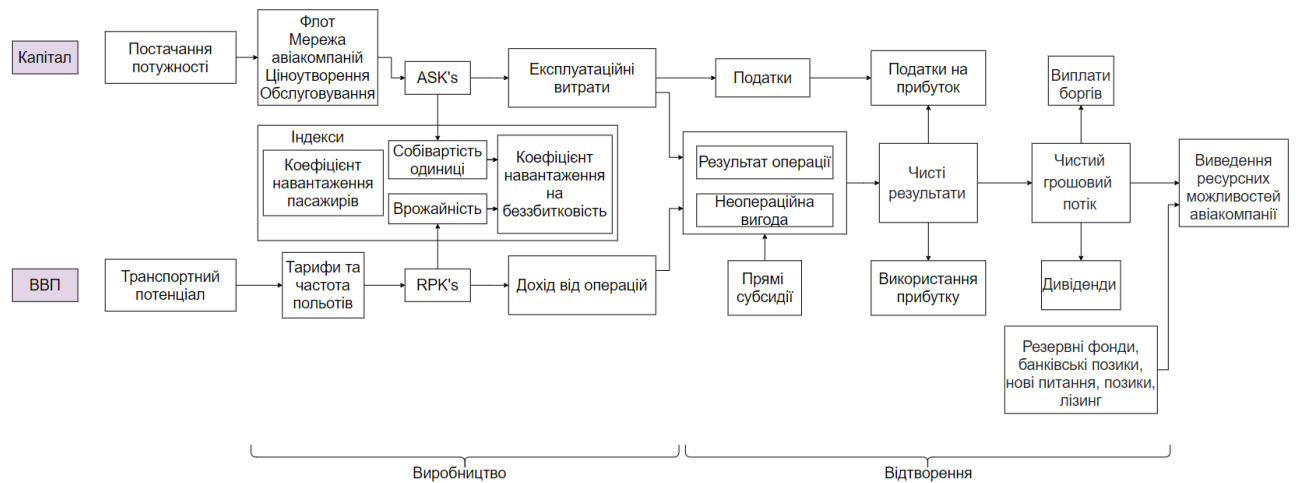 Капітал
Постачання
потужності
Флот
Мережа
авіакомпаній
Ціноутворення
Обслуговування
ASK's
Експлуатаційні
витрати
Податки
Податки на
прибуток
Виплати
боргів
Індекси
Коефіцієнт
навантаження
пасажирів
Собівартість
одиниці
Врожайність
Коефіцієнт
навантаження
на
беззбитковість
Результат операції
Неопераційна
вигода
Чисті
результати
Чистий
грошовий
потік
Виведення
ресурсних
можливостей
авіакомпанії
ВВП
Транспортний
потенціал
Тарифи та
частота
польотів
RPK's
Дохід від операцій
Прямі
субсидії
Використання
прибутку
Дивіденди
Резервні фонди,
банківські позики,
нові питання, позики,
лізинг
Виробництво
Відтворення